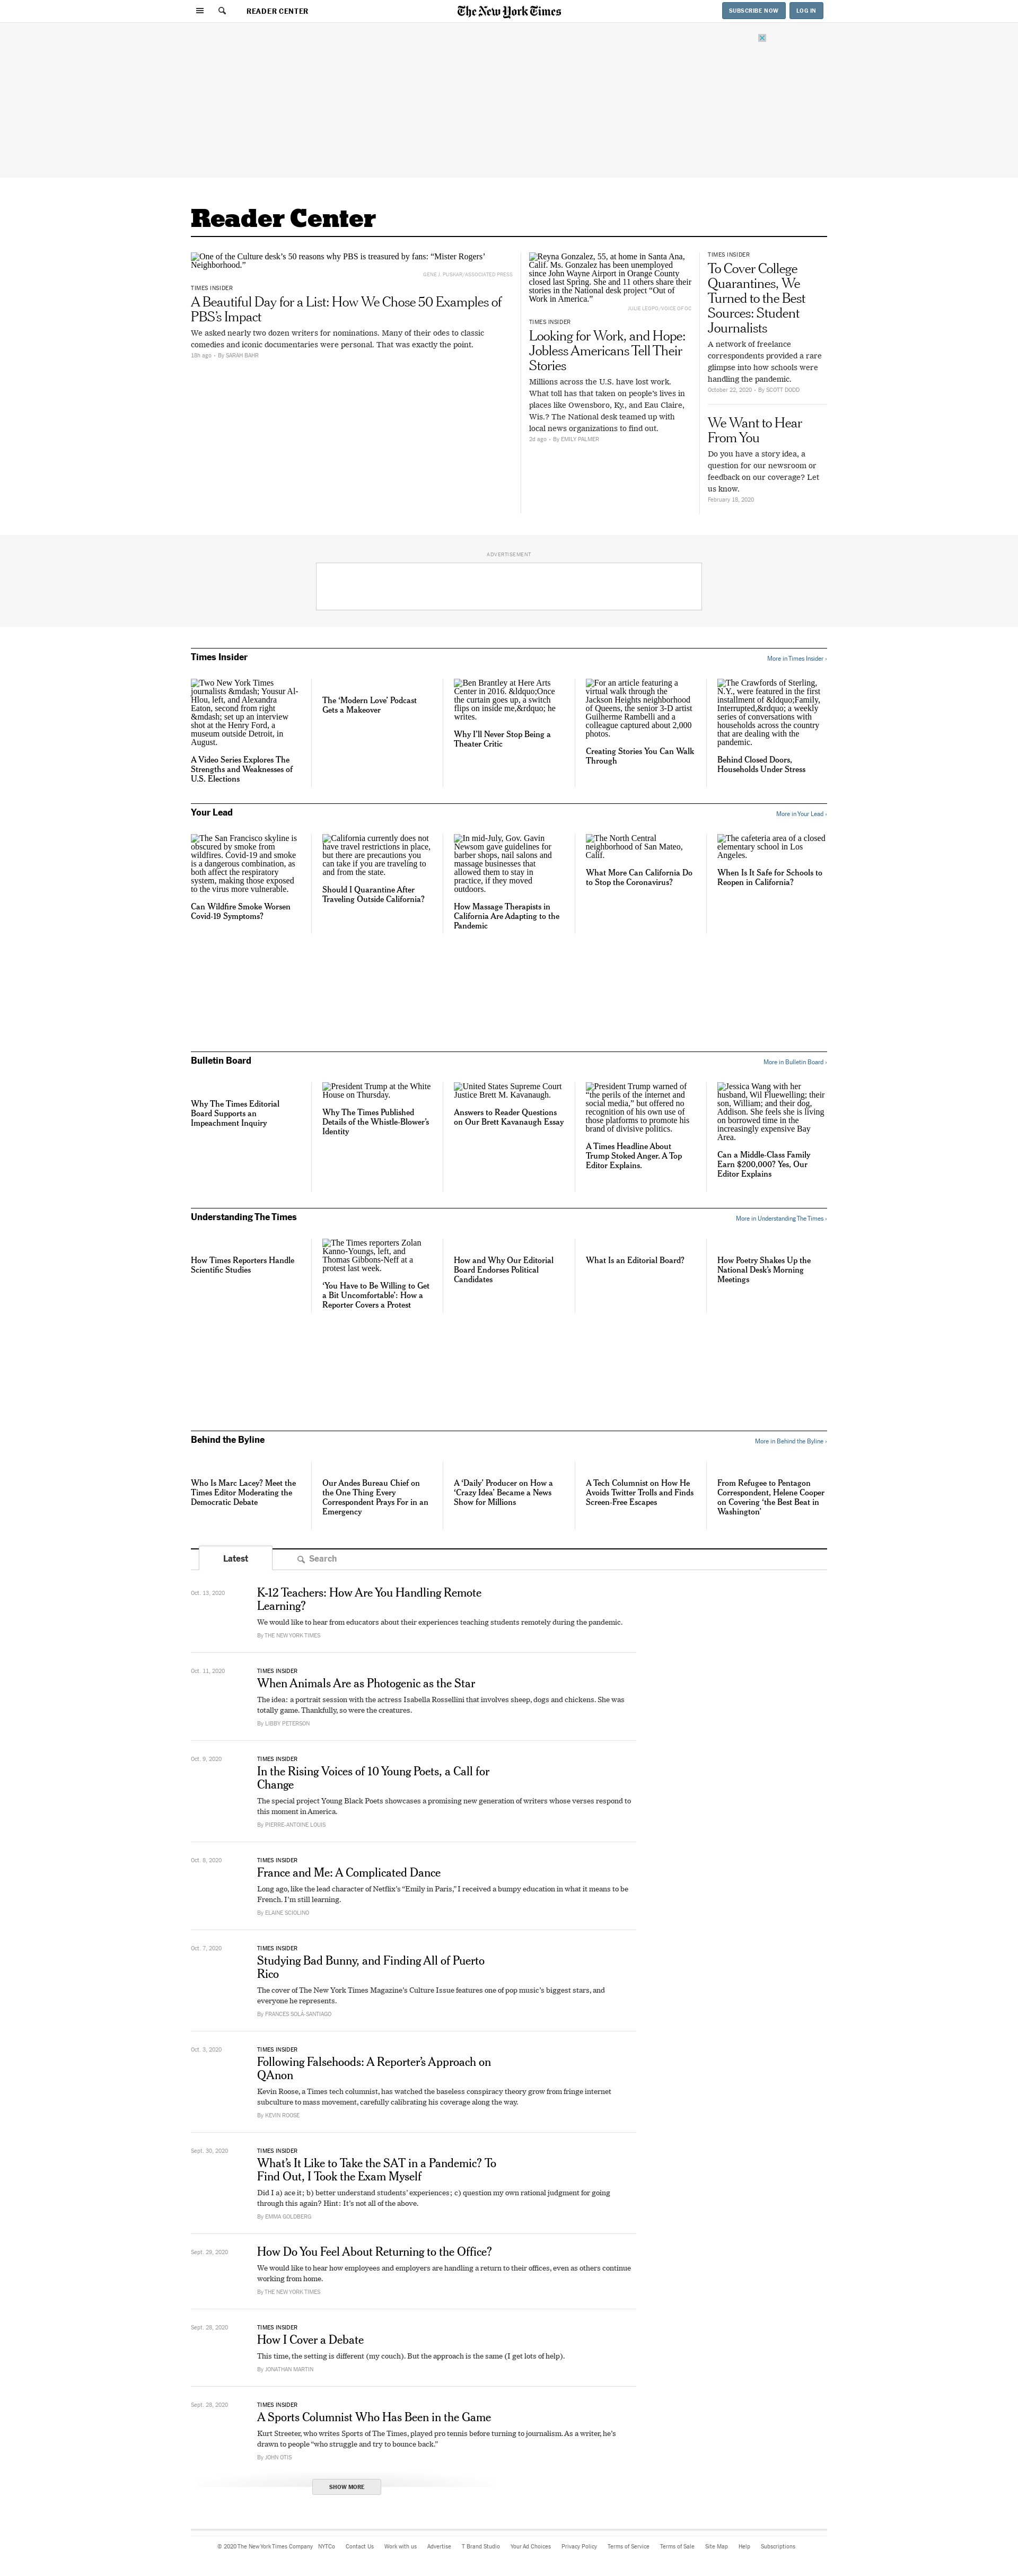 READER CENTER
The New York Times
SUBSCRIBE NOW
LOG IN
Reader Center
One of the Culture desk’s 50 reasons why PBS is treasured by fans: “Mister Rogers’
Neighborhood.”
GENE J. PUSKAR/ASSOCIATED PRESS
TIMES INSIDER
A Beautiful Day for a List: How We Chose 50 Examples of
PBS’s Impact
We asked nearly two dozen writers for nominations. Many of their odes to classic
comedies and iconic documentaries were personal. That was exactly the point.
18h ago - By SARAH BAHR
Reyna Gonzalez, 55, at home in Santa Ana,
Calif. Ms. Gonzalez has been unemployed
since John Wayne Airport in Orange County
closed last Spring. She and 11 others share their
stories in the National desk project “Out of
Work in America.”
JULIE LEOPO/VOICE OF OC
TIMES INSIDER
Looking for Work, and Hope:
Jobless Americans Tell Their
Stories
Millions across the U.S. have lost work.
What toll has that taken on people’s lives in
places like Owensboro, Ky., and Eau Claire,
Wis.? The National desk teamed up with
local news organizations to find out.
2d ago - By EMILY PALMER
TIMES INSIDER
To Cover College
Quarantines, We
Turned to the Best
Sources: Student
Journalists
A network of freelance
correspondents provided a rare
glimpse into how schools were
handling the pandemic.
October 22, 2020 - By SCOTT DODD
We Want to Hear
From You
Do you have a story idea, a
question for our newsroom or
feedback on our coverage? Let
us know.
February 18, 2020
ADVERTISEMENT
Times Insider
More in Times Insider ›
Two New York Times
journalists &mdash; Yousur Al-
Hlou, left, and Alexandra
Eaton, second from right
&mdash; set up an interview
shot at the Henry Ford, a
museum outside Detroit, in
August.
A Video Series Explores The
Strengths and Weaknesses of
U.S. Elections
The ‘Modern Love’ Podcast
Gets a Makeover
Ben Brantley at Here Arts
Center in 2016. &ldquo;Once
the curtain goes up, a switch
flips on inside me,&rdquo; he
writes.
Why I’ll Never Stop Being a
Theater Critic
For an article featuring a
virtual walk through the
Jackson Heights neighborhood
of Queens, the senior 3-D artist
Guilherme Rambelli and a
colleague captured about 2,000
photos.
Creating Stories You Can Walk
Through
The Crawfords of Sterling,
N.Y., were featured in the first
installment of &ldquo;Family,
Interrupted,&rdquo; a weekly
series of conversations with
households across the country
that are dealing with the
pandemic.
Behind Closed Doors,
Households Under Stress
Your Lead
More in Your Lead ›
The San Francisco skyline is
obscured by smoke from
wildfires. Covid-19 and smoke
is a dangerous combination, as
both affect the respiratory
system, making those exposed
to the virus more vulnerable.
Can Wildfire Smoke Worsen
Covid-19 Symptoms?
California currently does not
have travel restrictions in place,
but there are precautions you
can take if you are traveling to
and from the state.
Should I Quarantine After
Traveling Outside California?
In mid-July, Gov. Gavin
Newsom gave guidelines for
barber shops, nail salons and
massage businesses that
allowed them to stay in
practice, if they moved
outdoors.
How Massage Therapists in
California Are Adapting to the
Pandemic
The North Central
neighborhood of San Mateo,
Calif.
What More Can California Do
to Stop the Coronavirus?
The cafeteria area of a closed
elementary school in Los
Angeles.
When Is It Safe for Schools to
Reopen in California?
Bulletin Board
More in Bulletin Board ›
Why The Times Editorial
Board Supports an
Impeachment Inquiry
President Trump at the White
House on Thursday.
Why The Times Published
Details of the Whistle-Blower’s
Identity
United States Supreme Court
Justice Brett M. Kavanaugh.
Answers to Reader Questions
on Our Brett Kavanaugh Essay
President Trump warned of
“the perils of the internet and
social media,” but offered no
recognition of his own use of
those platforms to promote his
brand of divisive politics.
A Times Headline About
Trump Stoked Anger. A Top
Editor Explains.
Jessica Wang with her
husband, Wil Fluewelling; their
son, William; and their dog,
Addison. She feels she is living
on borrowed time in the
increasingly expensive Bay
Area.
Can a Middle-Class Family
Earn $200,000? Yes, Our
Editor Explains
Understanding The Times
More in Understanding The Times ›
How Times Reporters Handle
Scientific Studies
The Times reporters Zolan
Kanno-Youngs, left, and
Thomas Gibbons-Neff at a
protest last week.
‘You Have to Be Willing to Get
a Bit Uncomfortable’: How a
Reporter Covers a Protest
How and Why Our Editorial
Board Endorses Political
Candidates
What Is an Editorial Board?
How Poetry Shakes Up the
National Desk’s Morning
Meetings
Behind the Byline
More in Behind the Byline ›
Who Is Marc Lacey? Meet the
Times Editor Moderating the
Democratic Debate
Our Andes Bureau Chief on
the One Thing Every
Correspondent Prays For in an
Emergency
A ‘Daily’ Producer on How a
‘Crazy Idea’ Became a News
Show for Millions
A Tech Columnist on How He
Avoids Twitter Trolls and Finds
Screen-Free Escapes
From Refugee to Pentagon
Correspondent, Helene Cooper
on Covering ‘the Best Beat in
Washington’
Latest
Search
Oct. 13, 2020
K-12 Teachers: How Are You Handling Remote
Learning?
We would like to hear from educators about their experiences teaching students remotely during the pandemic.
By THE NEW YORK TIMES
Oct. 11, 2020
TIMES INSIDER
When Animals Are as Photogenic as the Star
The idea: a portrait session with the actress Isabella Rossellini that involves sheep, dogs and chickens. She was
totally game. Thankfully, so were the creatures.
By LIBBY PETERSON
Oct. 9, 2020
TIMES INSIDER
In the Rising Voices of 10 Young Poets, a Call for
Change
The special project Young Black Poets showcases a promising new generation of writers whose verses respond to
this moment in America.
By PIERRE-ANTOINE LOUIS
Oct. 8, 2020
TIMES INSIDER
France and Me: A Complicated Dance
Long ago, like the lead character of Netflix’s “Emily in Paris,” I received a bumpy education in what it means to be
French. I’m still learning.
By ELAINE SCIOLINO
Oct. 7, 2020
TIMES INSIDER
Studying Bad Bunny, and Finding All of Puerto
Rico
The cover of The New York Times Magazine’s Culture Issue features one of pop music’s biggest stars, and
everyone he represents.
By FRANCES SOLÁ-SANTIAGO
Oct. 3, 2020
TIMES INSIDER
Following Falsehoods: A Reporter’s Approach on
QAnon
Kevin Roose, a Times tech columnist, has watched the baseless conspiracy theory grow from fringe internet
subculture to mass movement, carefully calibrating his coverage along the way.
By KEVIN ROOSE
Sept. 30, 2020
TIMES INSIDER
What’s It Like to Take the SAT in a Pandemic? To
Find Out, I Took the Exam Myself
Did I a) ace it; b) better understand students’ experiences; c) question my own rational judgment for going
through this again? Hint: It’s not all of the above.
By EMMA GOLDBERG
Sept. 29, 2020
How Do You Feel About Returning to the Office?
We would like to hear how employees and employers are handling a return to their offices, even as others continue
working from home.
By THE NEW YORK TIMES
Sept. 28, 2020
TIMES INSIDER
How I Cover a Debate
This time, the setting is different (my couch). But the approach is the same (I get lots of help).
By JONATHAN MARTIN
Sept. 28, 2020
TIMES INSIDER
A Sports Columnist Who Has Been in the Game
Kurt Streeter, who writes Sports of The Times, played pro tennis before turning to journalism. As a writer, he’s
drawn to people “who struggle and try to bounce back.”
By JOHN OTIS
SHOW MORE
© 2020 The New York Times Company NYTCo Contact Us Work with us Advertise T Brand Studio Your Ad Choices Privacy Policy Terms of Service Terms of Sale Site Map Help Subscriptions